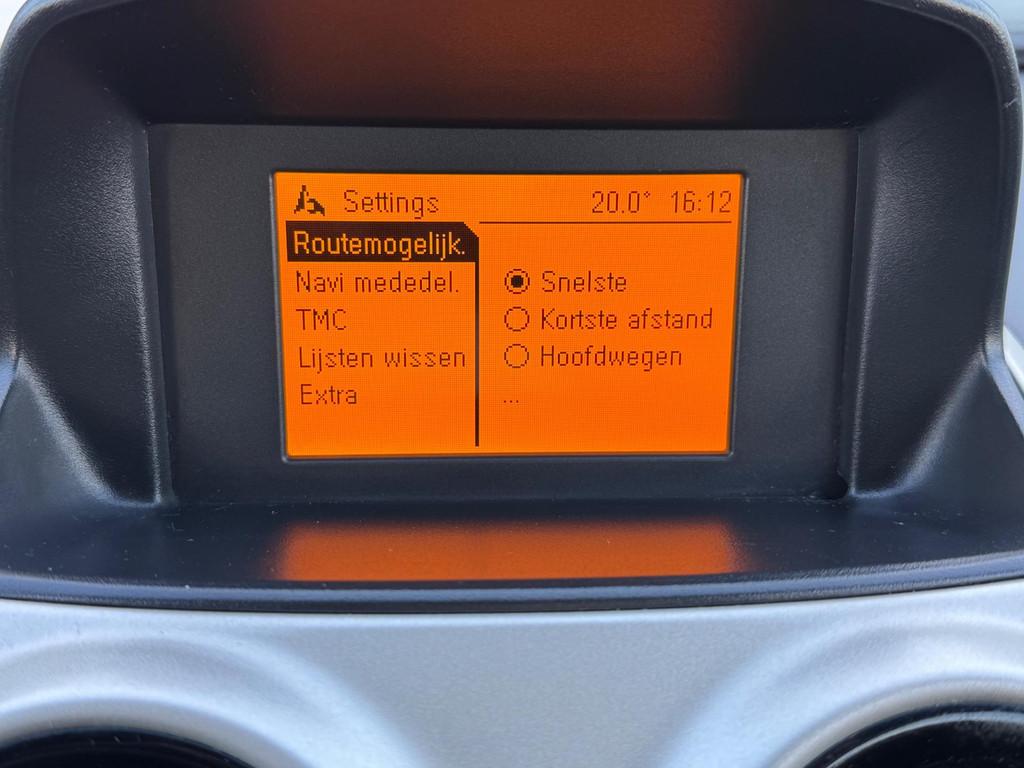 Settings 20.0° 16:12
Routemogelijk.
Navi mededel.
TMC
Lijsten wissen
Extra
Snelste
Kortste afstand
Hoofdwegen
...